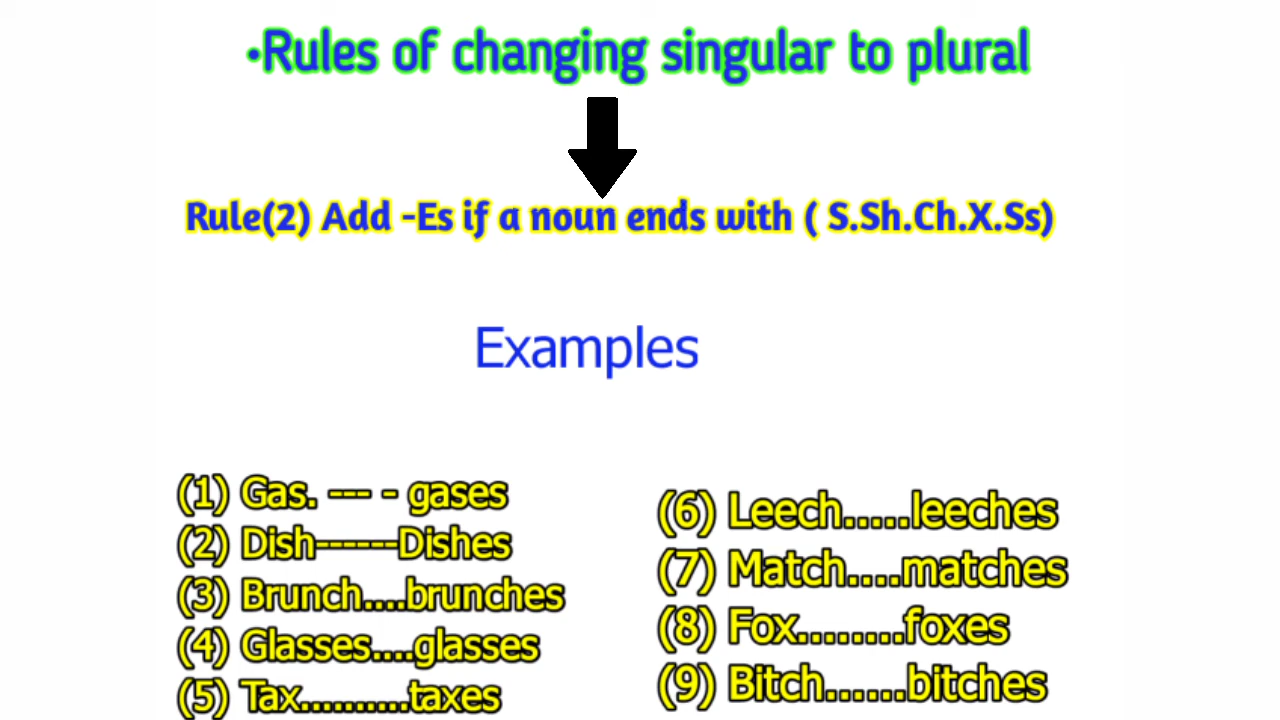 •Rules of changing singular to plural
Rule(2) Add -Es if a noun ends with ( S.Sh.Ch.X.Ss)
Examples
(1) Gas. --- - gases
(2) Dish------Dishes
(3) Brunch....brunches
(4) Glasses....glasses
(5) Tax..........taxes
(6) Leech.....leeches
(7) Match....matches
(8) Fox........foxes
(9) Bitch......bitches